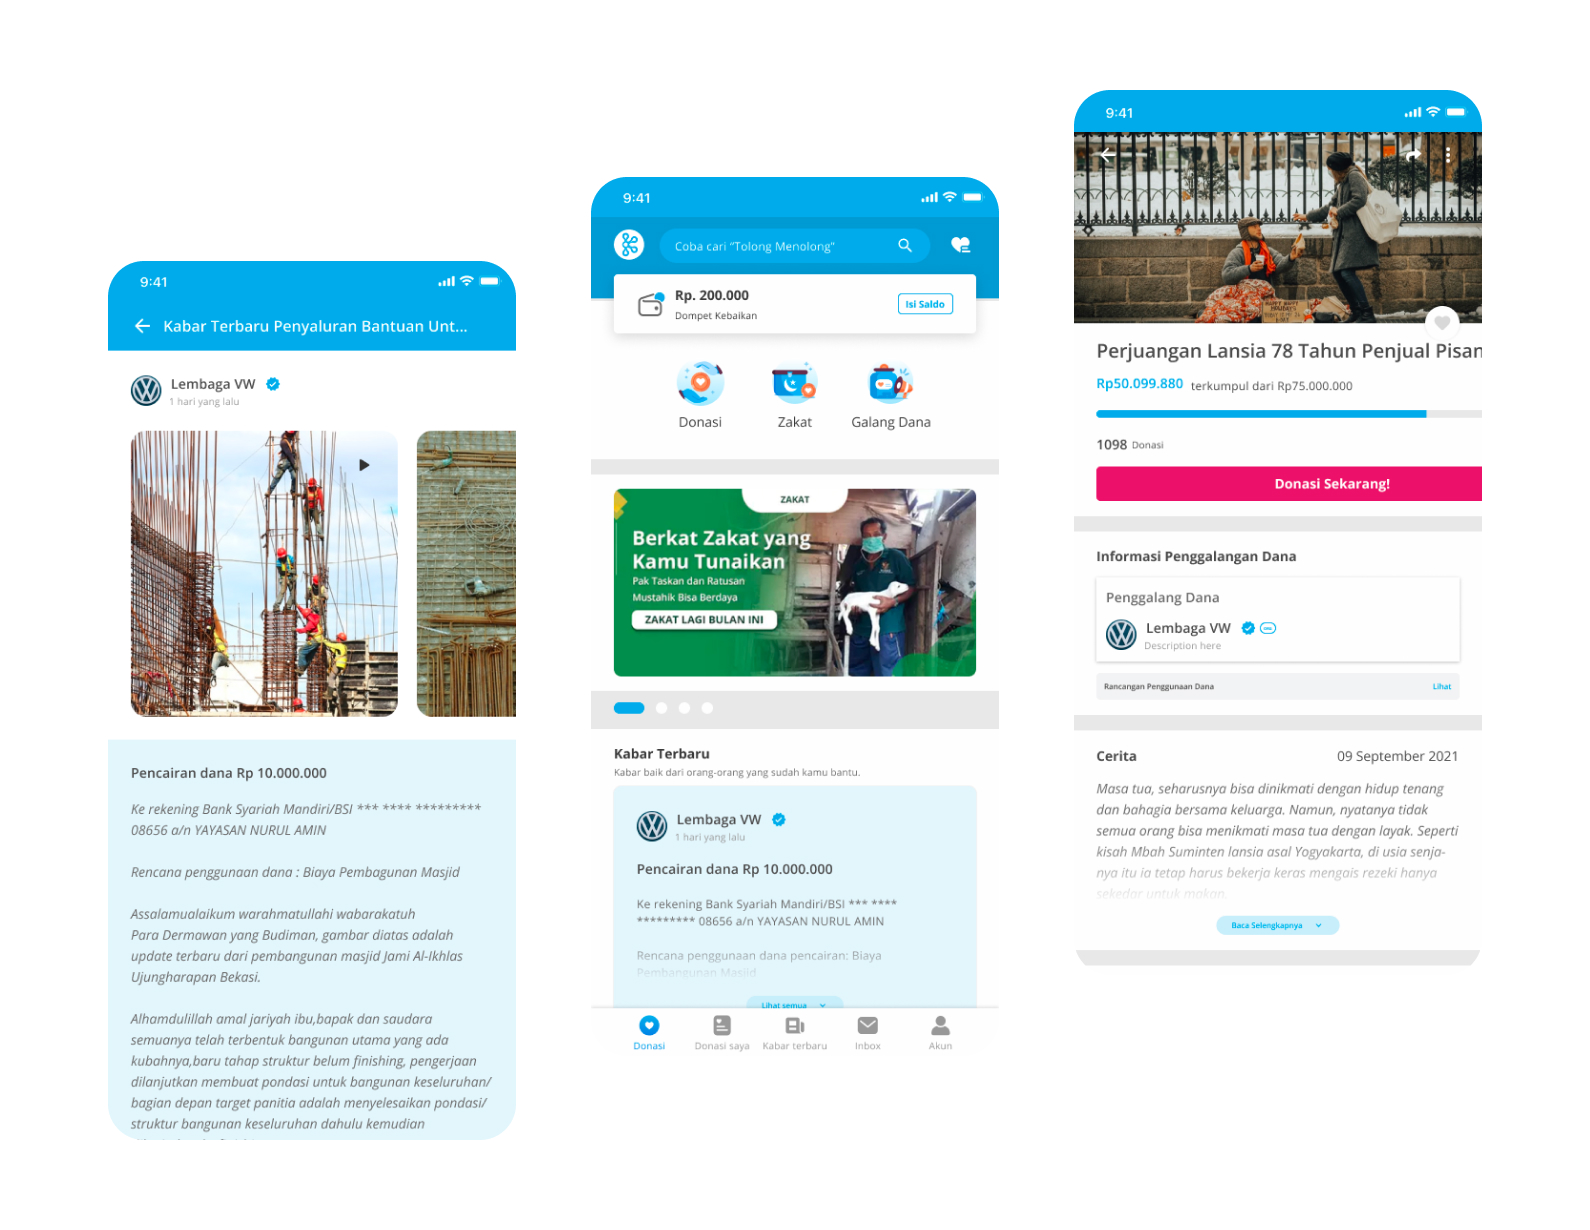 9:41
Kabar Terbaru Penyaluran Bantuan Unt...
Lembaga VW
1 hari yang lalu
Pencairan dana Rp 10.000.000
Ke rekening Bank Syariah Mandiri/BSI *** **** *********
08656 a/n YAYASAN NURUL AMIN
Rencana penggunaan dana : Biaya Pembagunan Masjid
Assalamualaikum warahmatullahi wabarakatuh
Para Dermawan yang Budiman, gambar diatas adalah
update terbaru dari pembangunan masjid Jami Al-Ikhlas
Ujungharapan Bekasi.
Alhamdulillah amal jariyah ibu,bapak dan saudara
semuanya telah terbentuk bangunan utama yang ada
kubahnya,baru tahap struktur belum finishing, pengerjaan
dilanjutkan membuat pondasi untuk bangunan keseluruhan/
bagian depan target panitia adalah menyelesaikan pondasi/
struktur bangunan keseluruhan dahulu kemudian
9:41
Coba cari “Tolong Menolong”
Rp. 200.000
Dompet Kebaikan
Isi Saldo
Donasi
Zakat
Galang Dana
ZAKAT
Berkat Zakat yang
Kamu Tunaikan
Pak Taskan dan Ratusan
Mustahik Bisa Berdaya
ZAKAT LAGI BULAN INI
Kabar Terbaru
Kabar baik dari orang-orang yang sudah kamu bantu.
Lembaga VW
1 hari yang lalu
Pencairan dana Rp 10.000.000
Ke rekening Bank Syariah Mandiri/BSI *** ****
********* 08656 a/n YAYASAN NURUL AMIN
Rencana penggunaan dana pencairan: Biaya
Pembangunan Masjid
Lihat semua
Donasi
Donasi saya
Kabar terbaru
Inbox
Akun
9:41
Perjuangan Lansia 78 Tahun Penjual Pisan
Rp50.099.880 terkumpul dari Rp75.000.000
1098 Donasi
Donasi Sekarang!
Informasi Penggalangan Dana
Penggalang Dana
Lembaga VW
Description here
Rancangan Penggunaan Dana
Lihat
Cerita
09 September 2021
Masa tua, seharusnya bisa dinikmati dengan hidup tenang
dan bahagia bersama keluarga. Namun, nyatanya tidak
semua orang bisa menikmati masa tua dengan layak. Seperti
kisah Mbah Suminten lansia asal Yogyakarta, di usia senja-
nya itu ia tetap harus bekerja keras mengais rezeki hanya
sekedar untuk makan.
Baca Selengkapnya